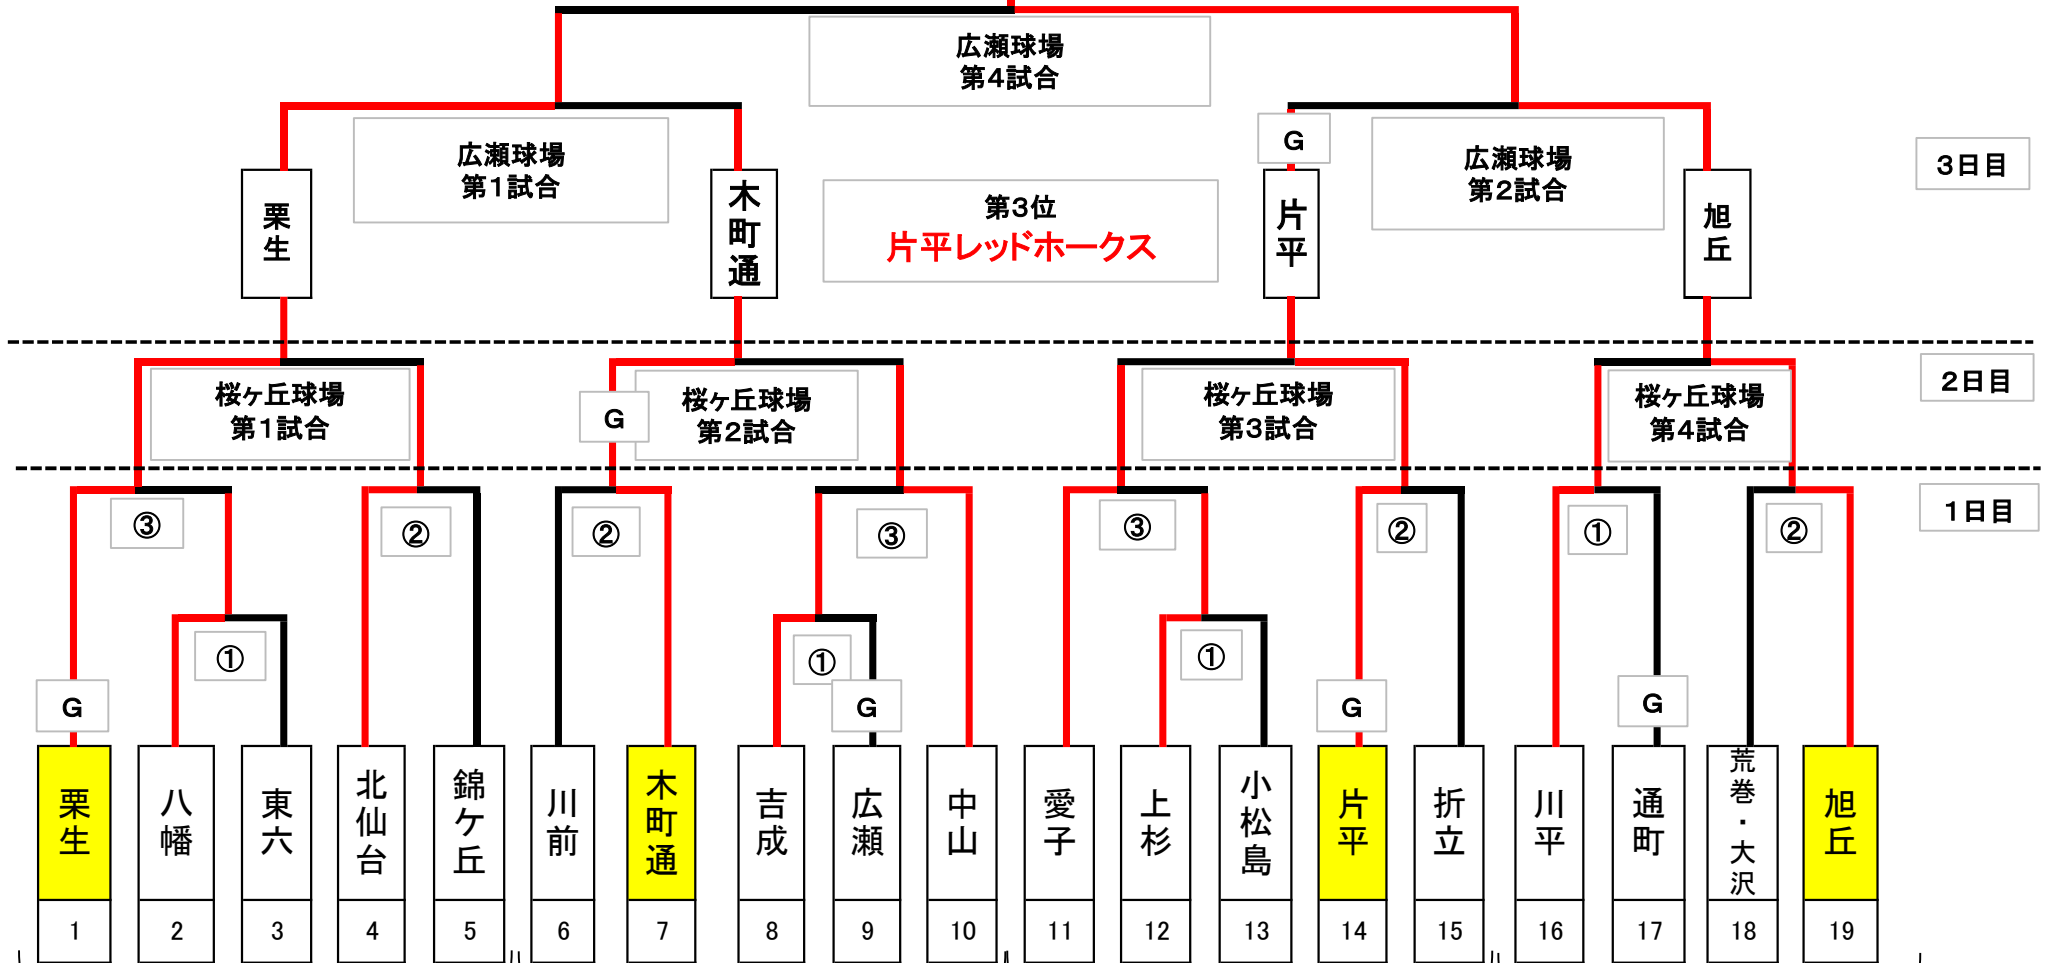 広瀬球場
第4試合
広瀬球場
第1試合
G
広瀬球場
第2試合
3日目
栗生
木町通
第3位
片平レッドホークス
片平
旭丘
桜ヶ丘球場
第1試合
G
桜ヶ丘球場
第2試合
桜ヶ丘球場
第3試合
桜ヶ丘球場
第4試合
2日目
③
②
②
③
③
②
①
②
1日目
①
①
①
G
G
G
G
栗生
八幡
東六
北仙台
錦ケ丘
川前
木町通
吉成
広瀬
中山
愛子
上杉
小松島
片平
折立
川平
通町
荒巻・大沢
旭丘
1
2
3
4
5
6
7
8
9
10
11
12
13
14
15
16
17
18
19